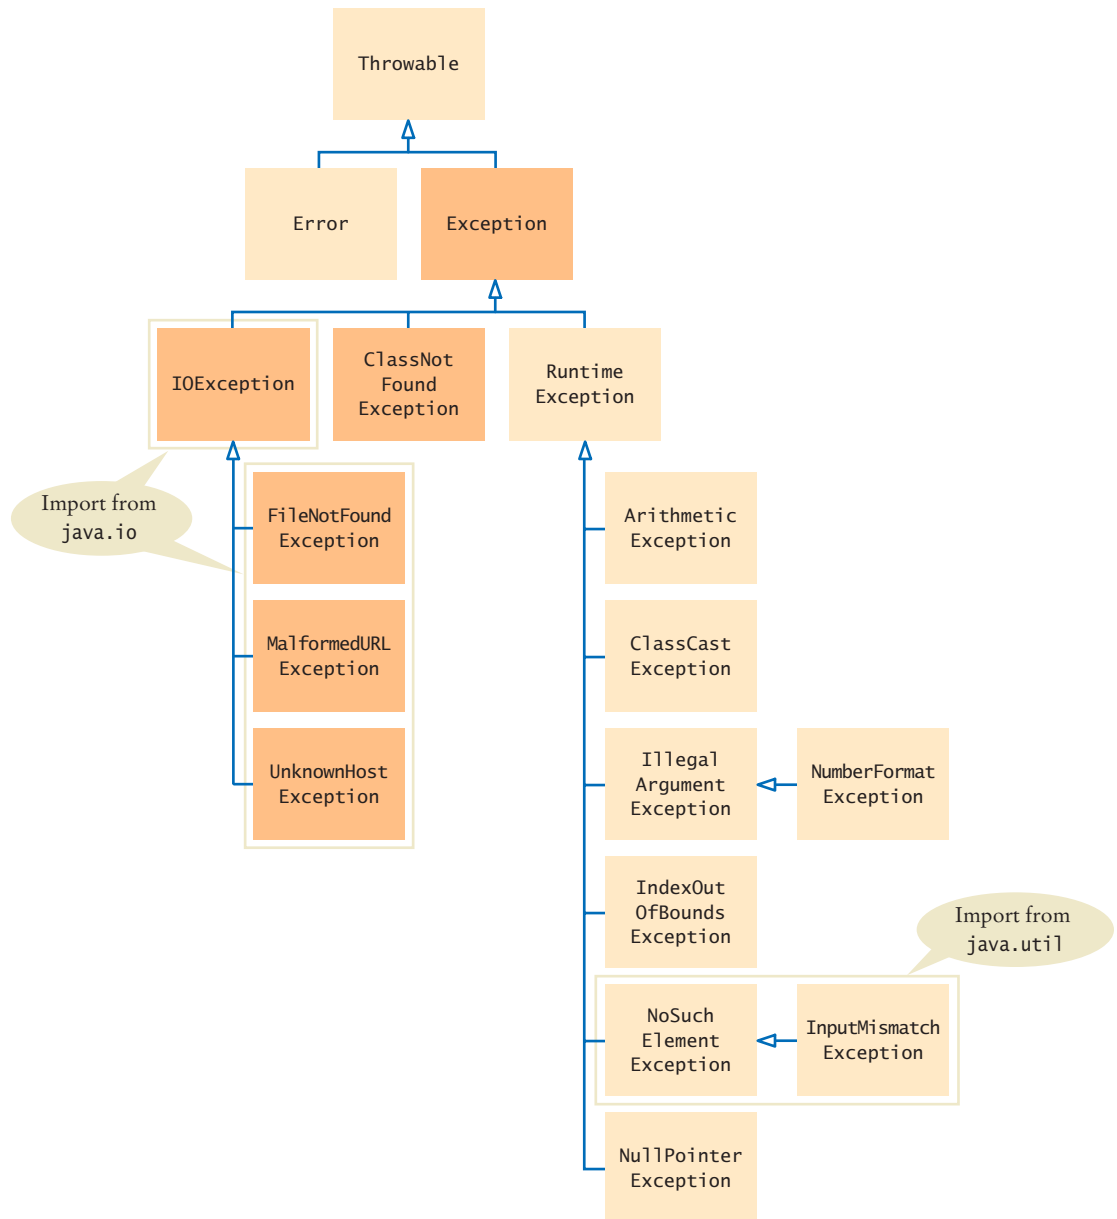 Throwable
Error
Exception
IOException
ClassNot
Found
Exception
Runtime
Exception
Import from
java.io
FileNotFound
Exception
MalformedURL
Exception
UnknownHost
Exception
Arithmetic
Exception
ClassCast
Exception
Illegal
Argument
Exception
NumberFormat
Exception
IndexOut
OfBounds
Exception
Import from
java.util
NoSuch
Element
Exception
InputMismatch
Exception
NullPointer
Exception